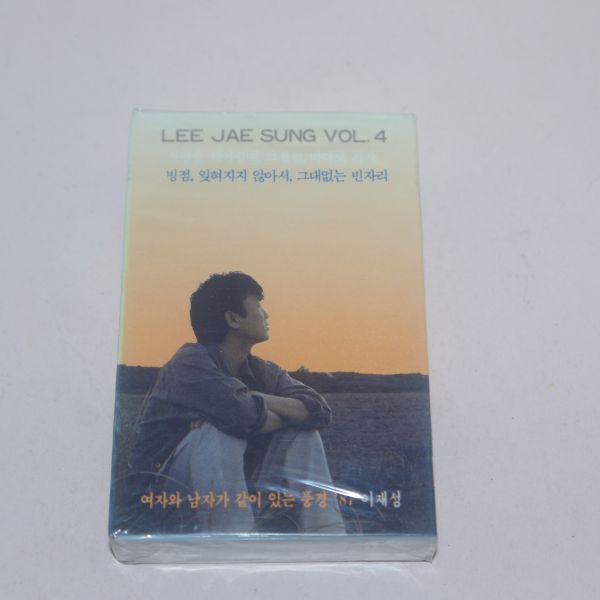 LEE JAE SUNG VOL. 4
빙점, 잊혀지지 않아서, 그대없는 빈자리
여자와 남자가 같이 있는 풍경 '87 이재성